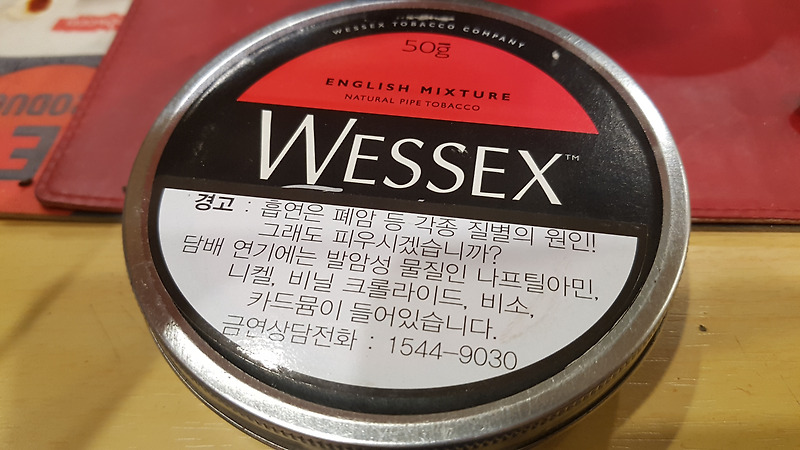 WESSEX TOBACCO COMPANY
50g
ENGLISH MIXTURE
NATURAL PIPE TOBACCO
WESSEX™
경고 : 흡연은 폐암 등 각종 질별의 원인!
그래도 피우시겠습니까?
담배 연기에는 발암성 물질인 나프틸아민,
니켈, 비닐 크롤라이드, 비소,
카드뮴이 들어있습니다.
금연상담전화 : 1544-9030